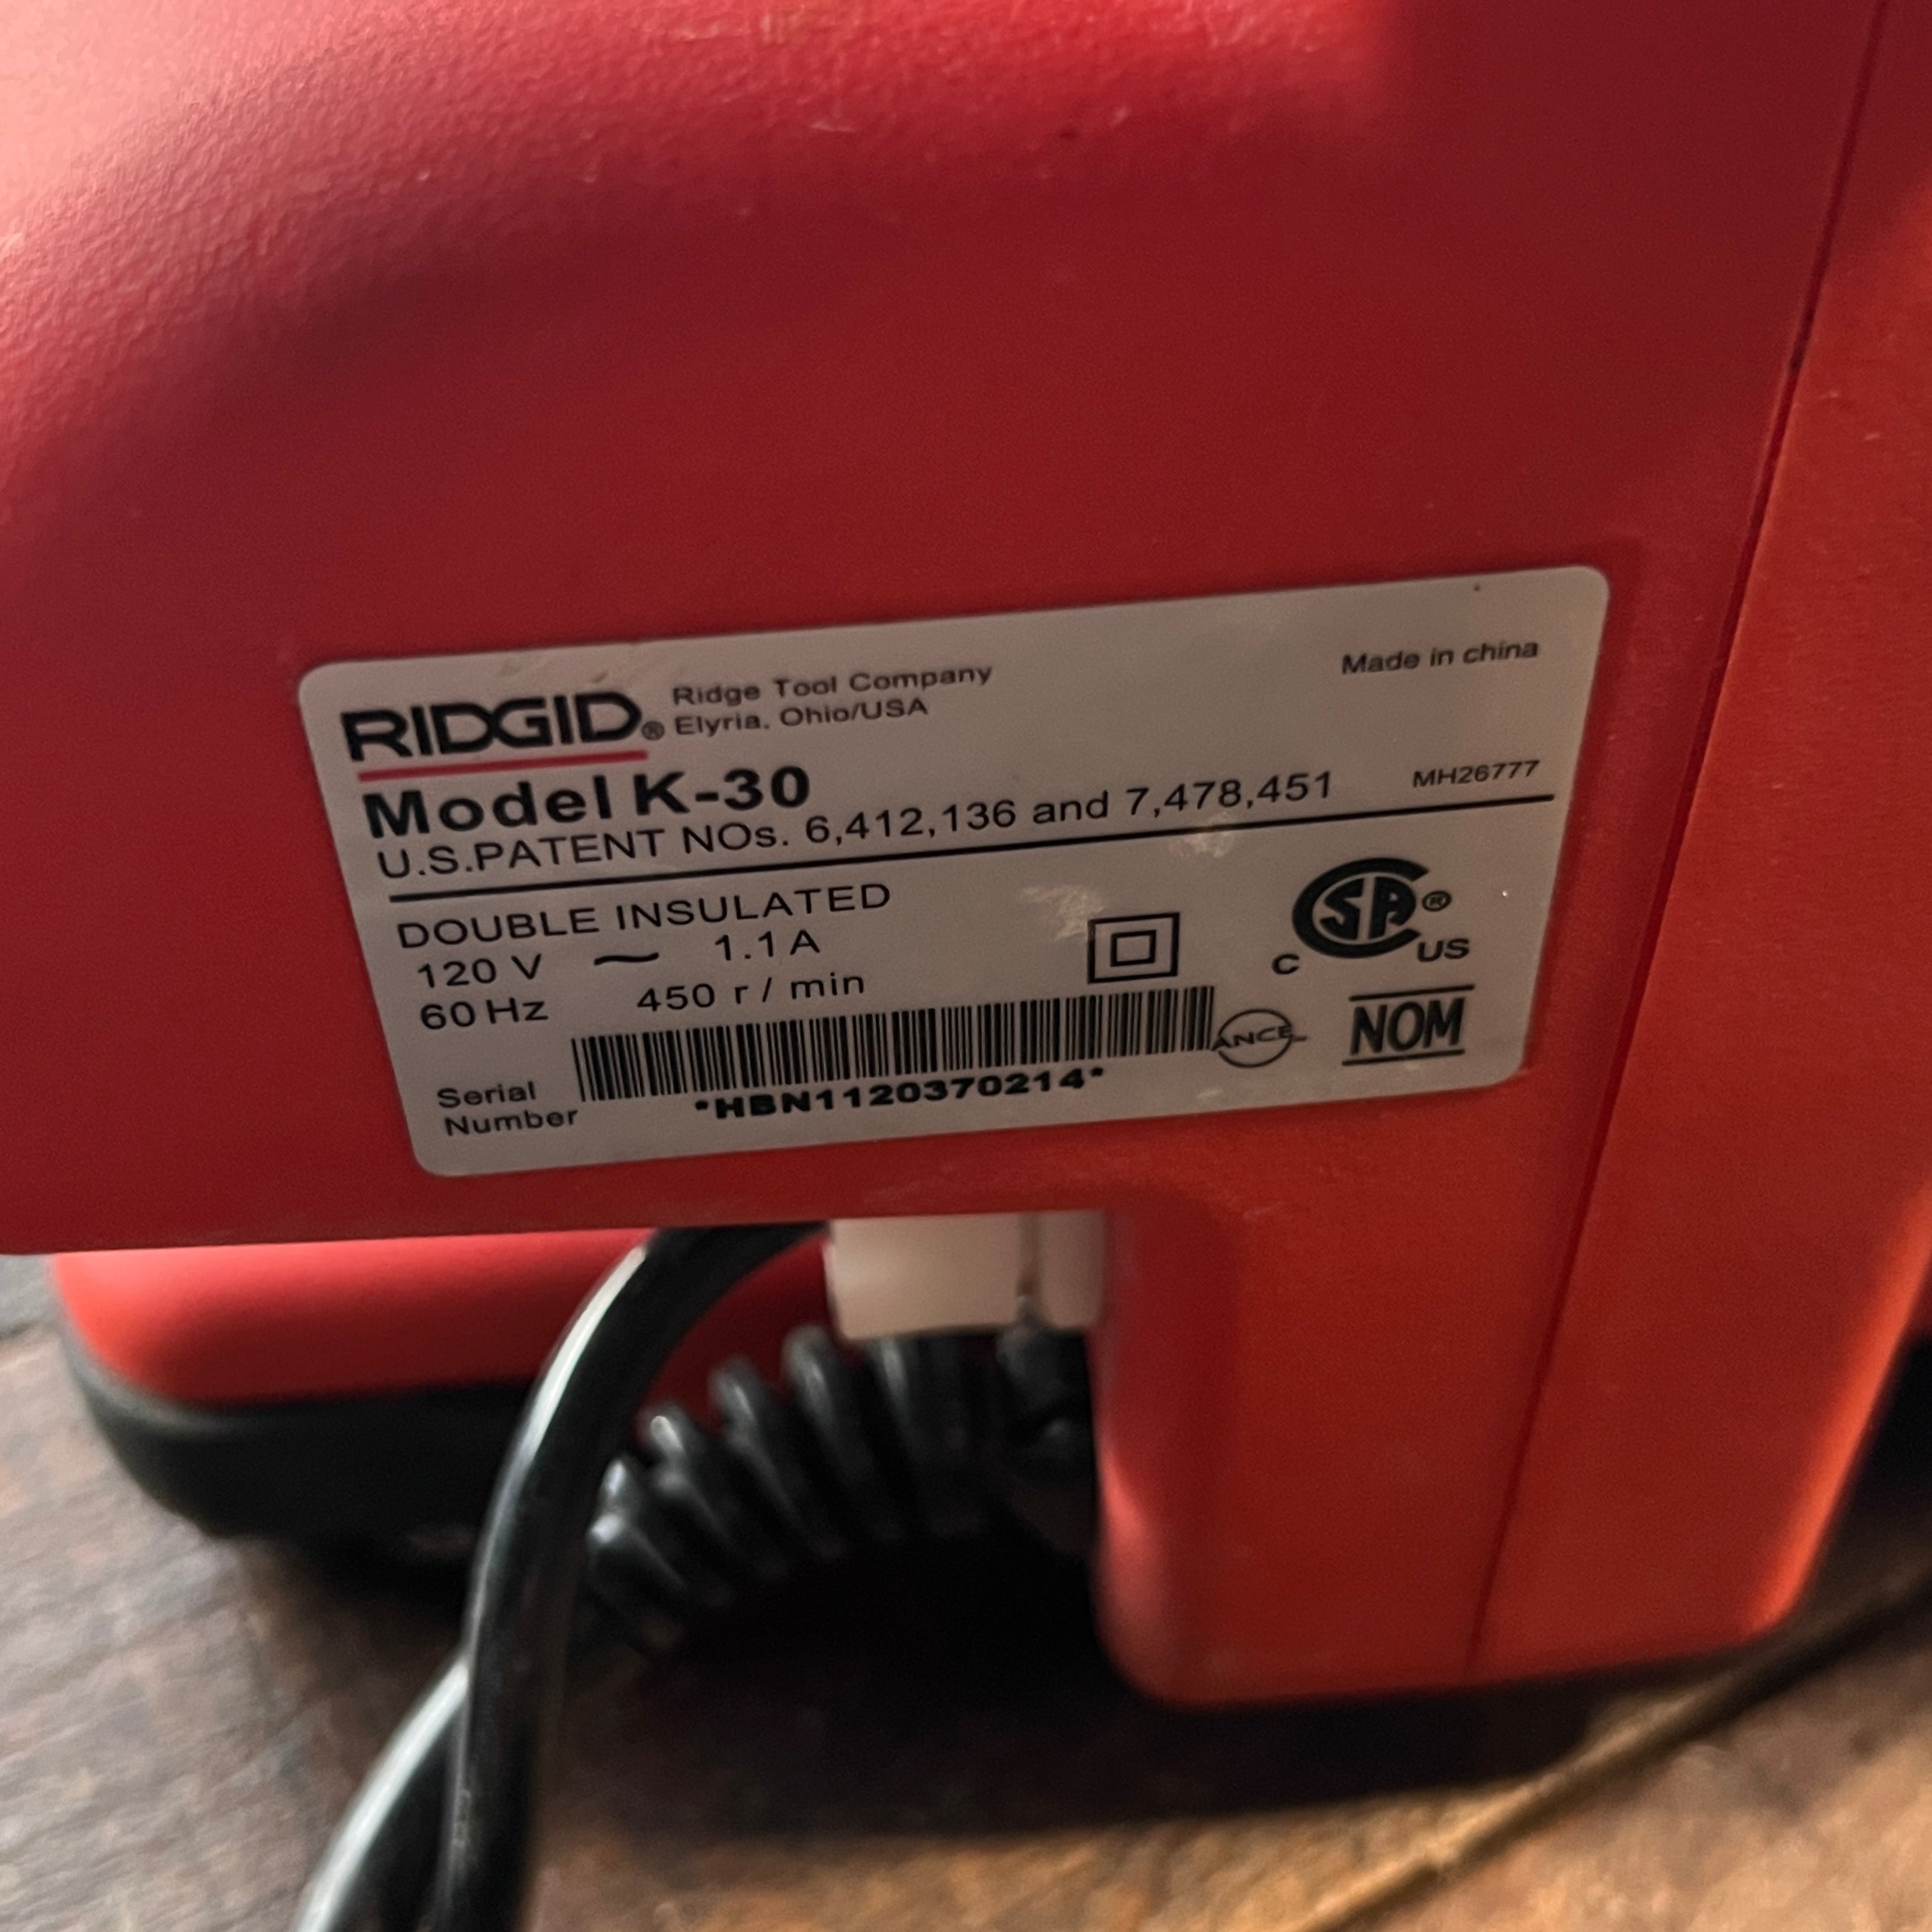 RIDGID® Ridge Tool Company
Elyria, Ohio/USA
Made in china
Model K-30
U.S.PATENT NOs. 6,412,136 and 7,478,451
MH26777
DOUBLE INSULATED
120 V ~ 1.1 A
60 Hz 450 r / min
Serial
Number
*HBN1120370214*
ANCE
C SA® US
NOM